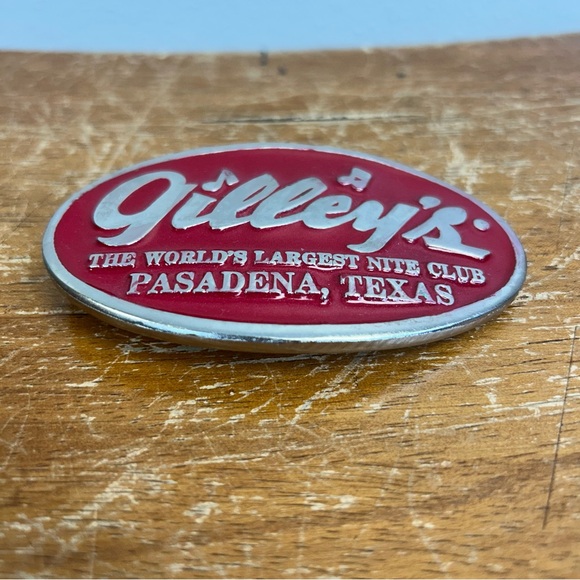 Gilley's
THE WORLD'S LARGEST NITE CLUB
PASADENA, TEXAS